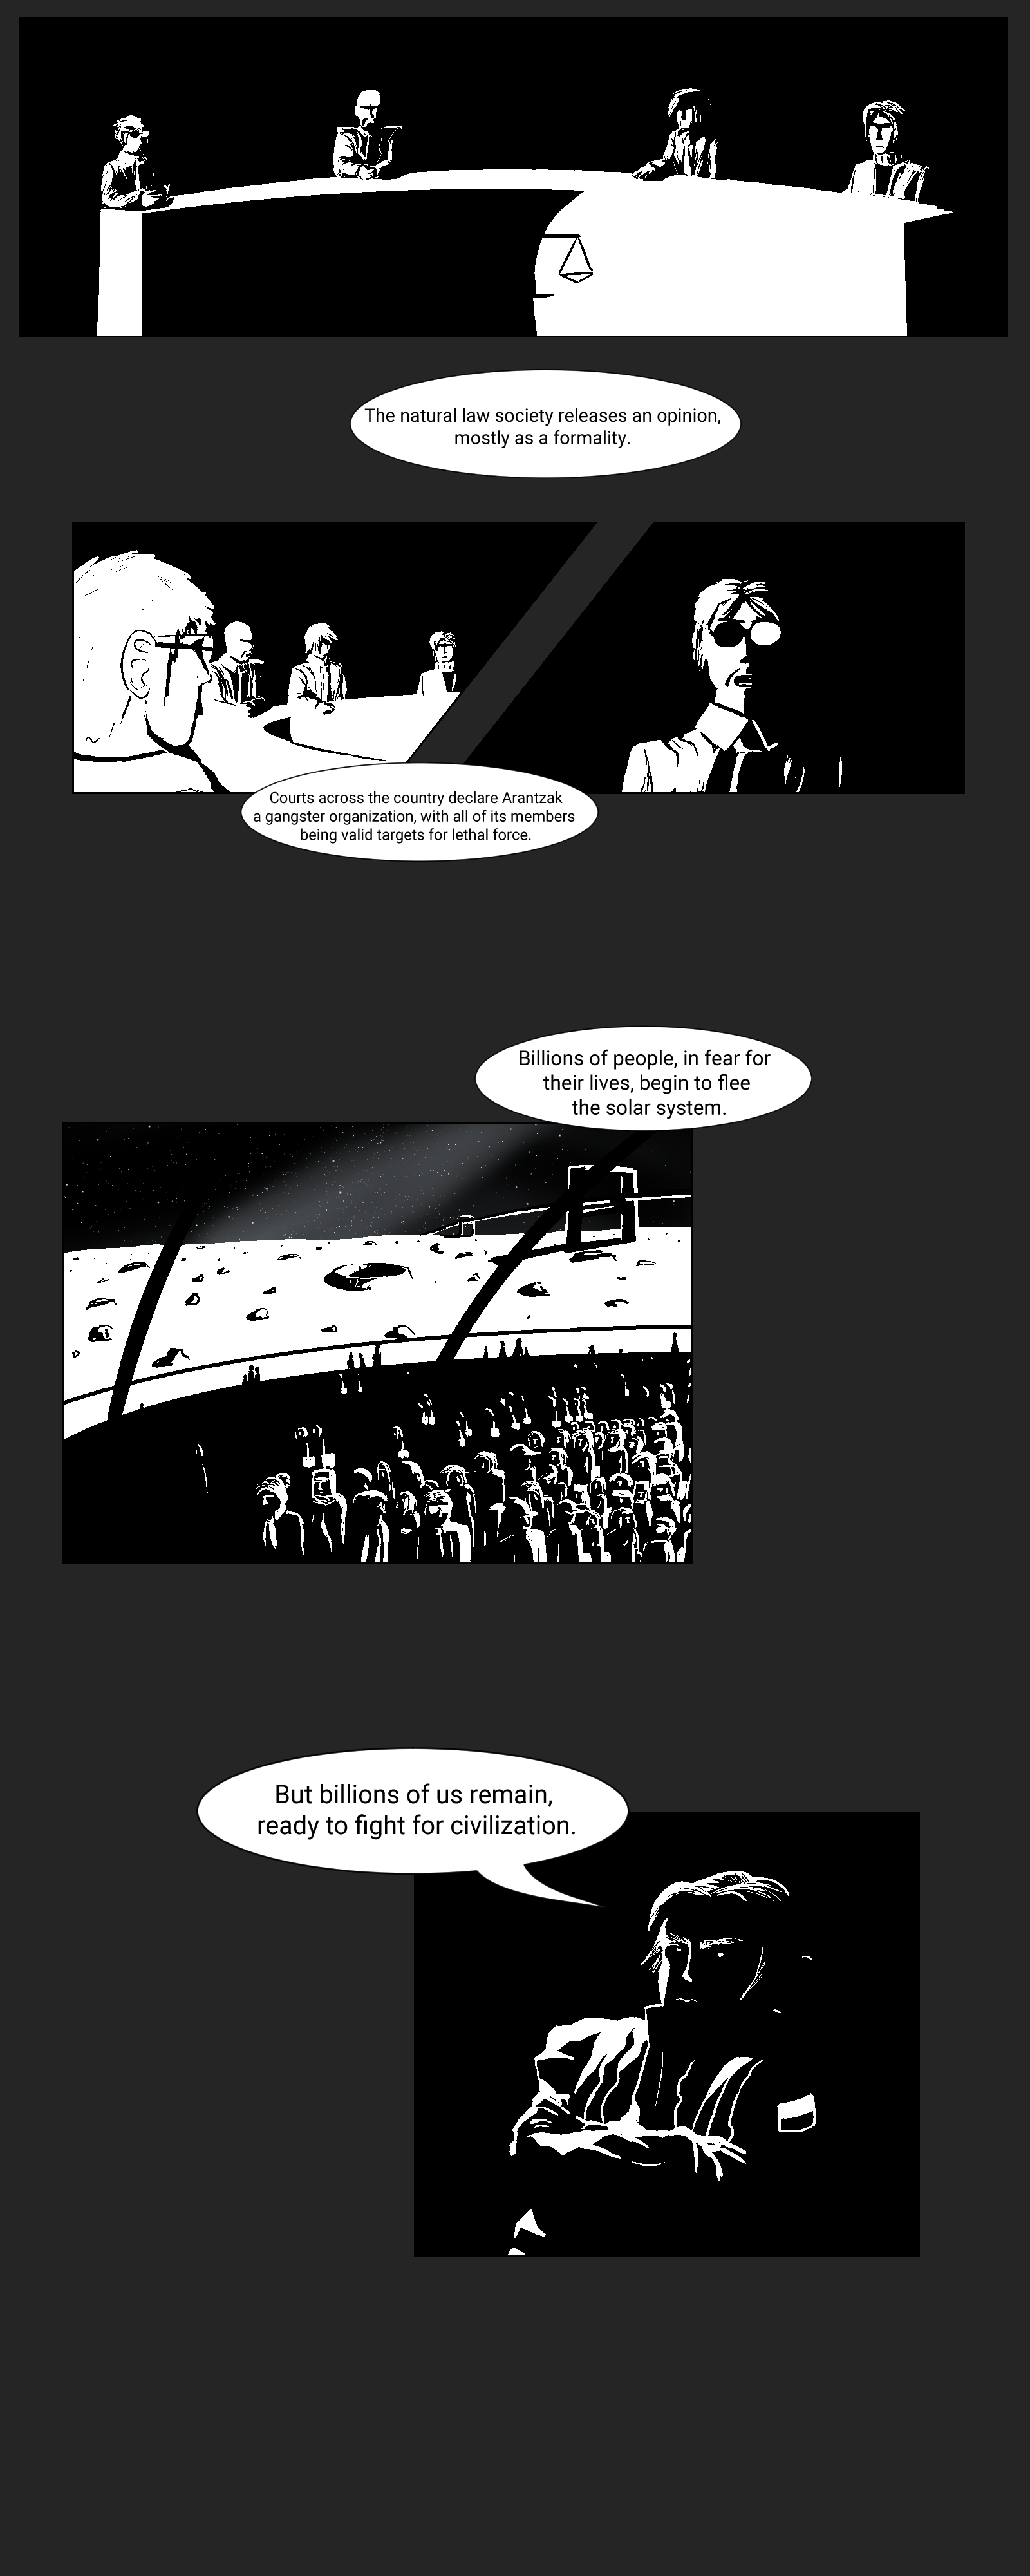 The natural law society releases an opinion,
mostly as a formality.
Courts across the country declare Arantzak
a gangster organization, with all of its members
being valid targets for lethal force.
Billions of people, in fear for
their lives, begin to flee
the solar system.
But billions of us remain,
ready to fight for civilization.